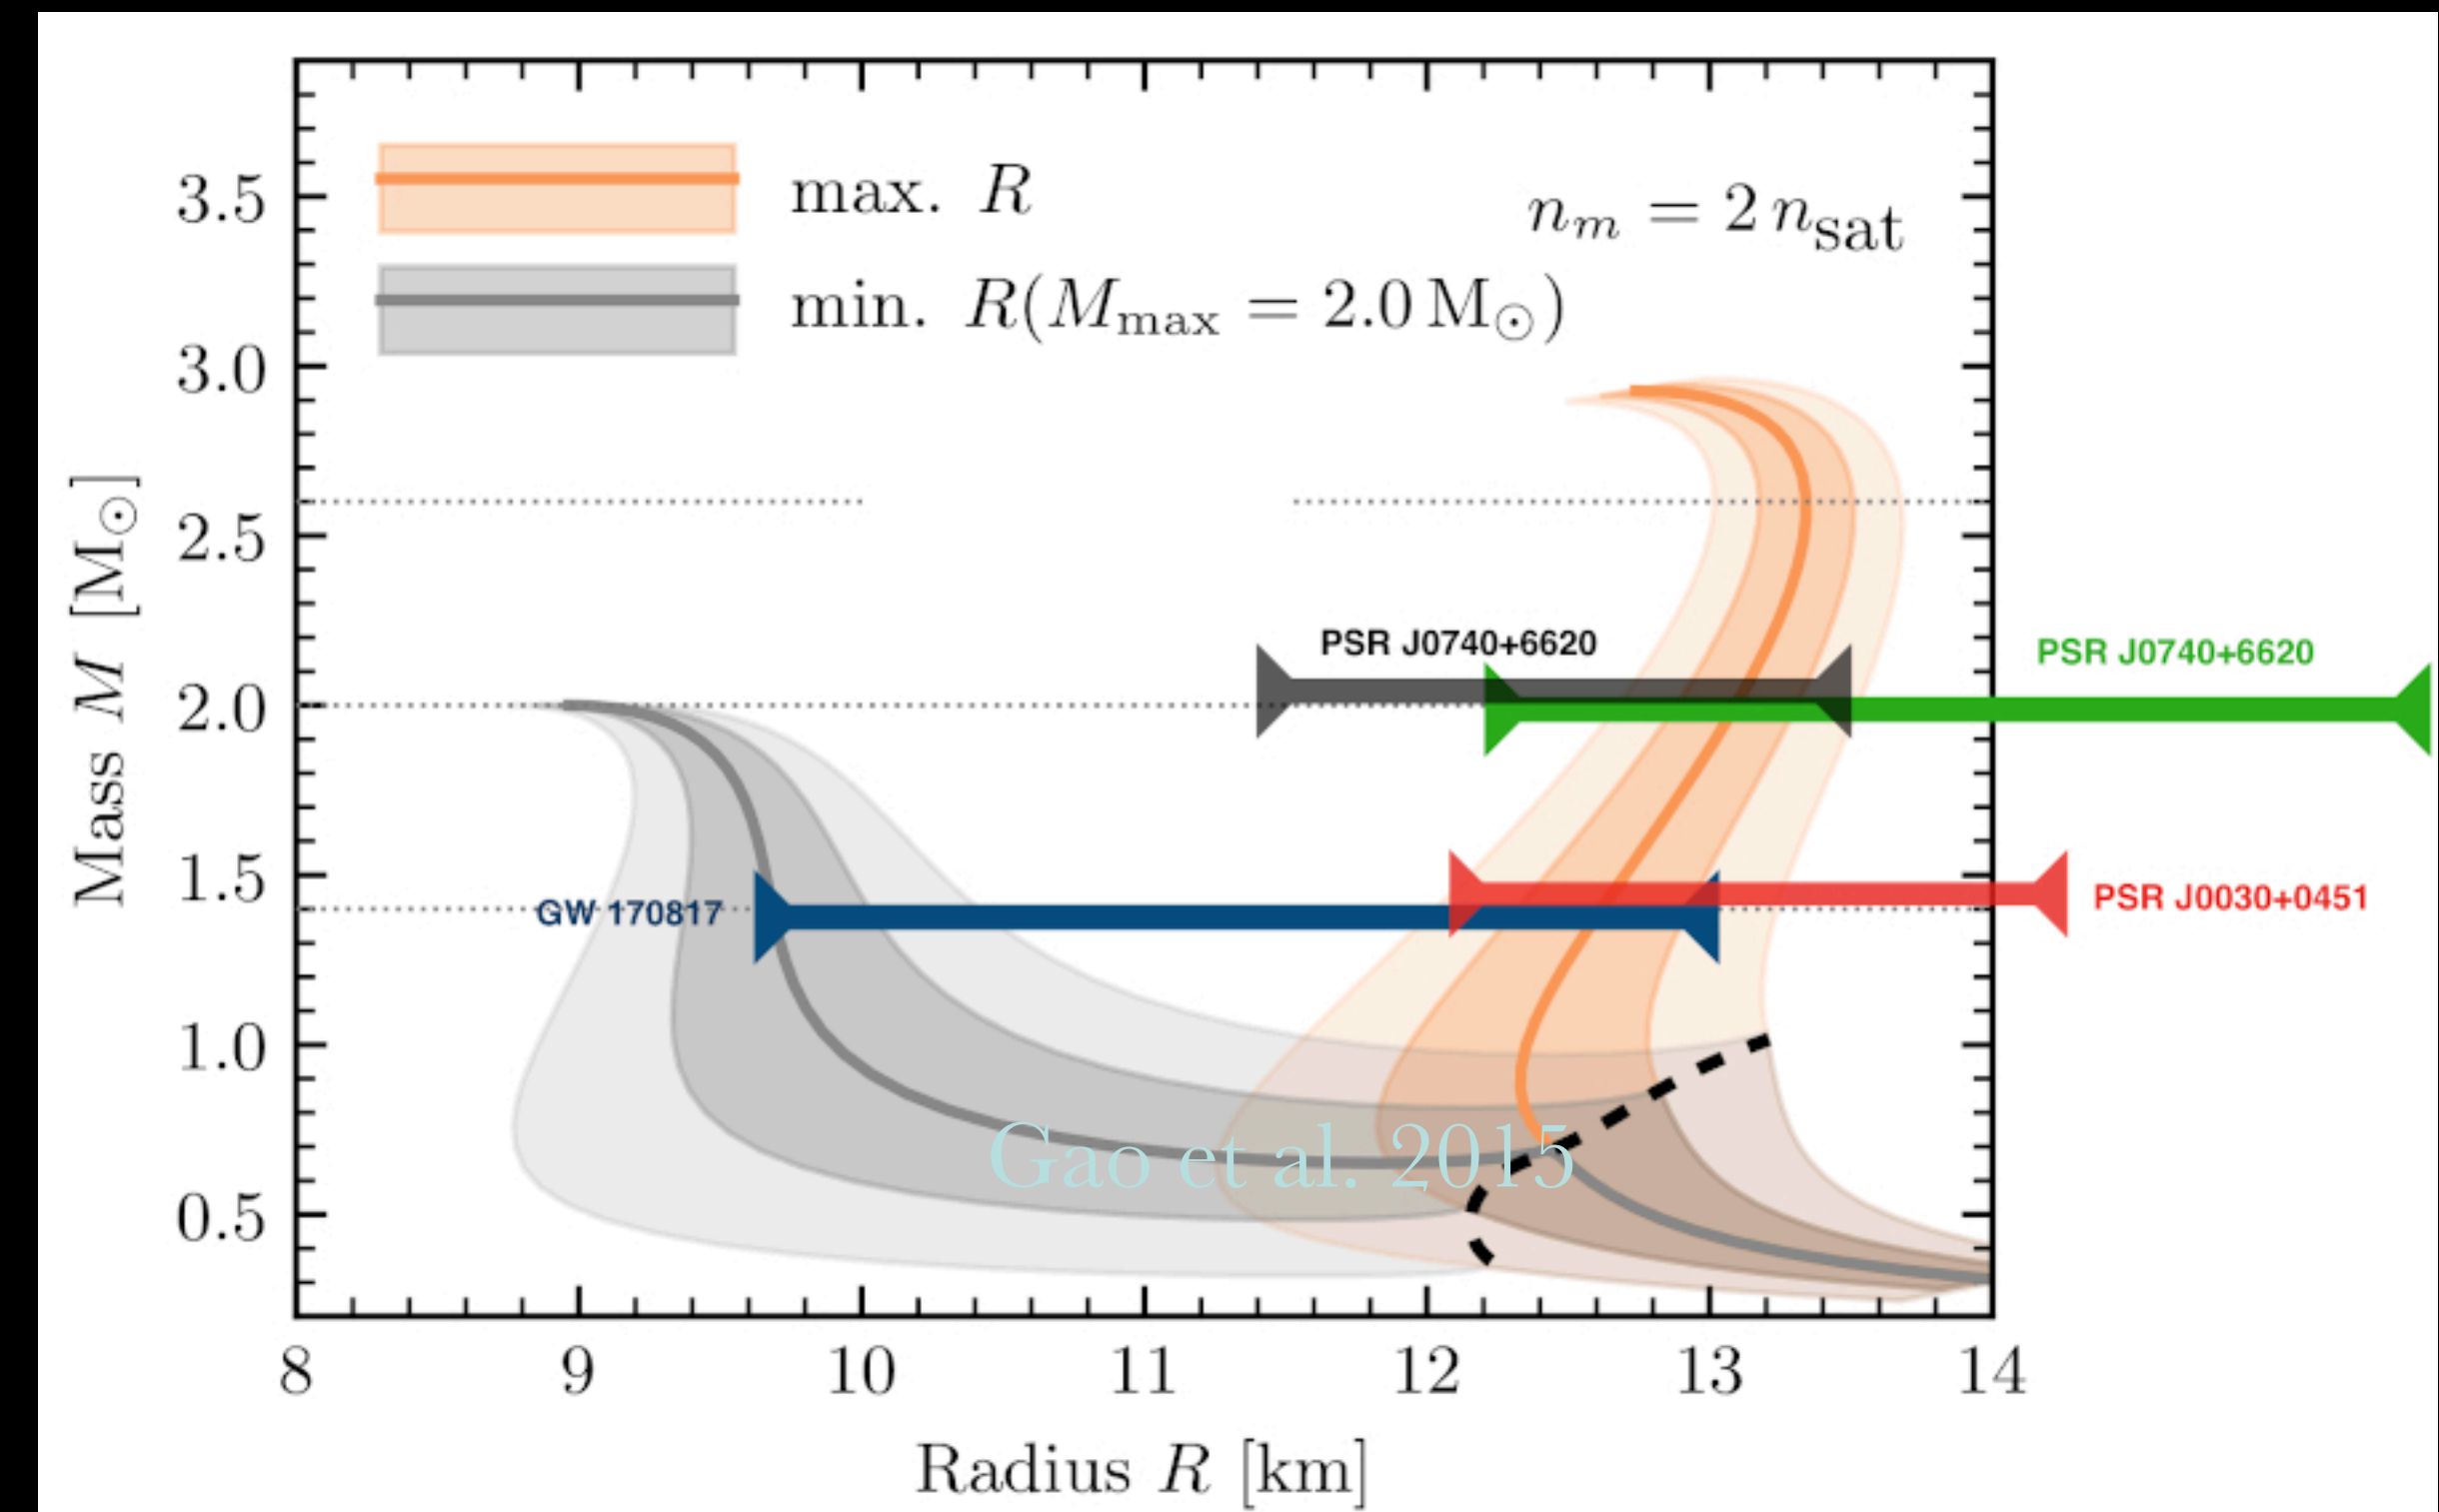 max. R
n_m = 2 n_sat
min. R(M_max = 2.0 M_⊙)
3.5
3.0
2.5
2.0
1.5
1.0
0.5
Mass M [M_⊙]
PSR J0740+6620
PSR J0740+6620
GW 170817
PSR J0030+0451
Gao et al. 2015
8 9 10 11 12 13 14
Radius R [km]